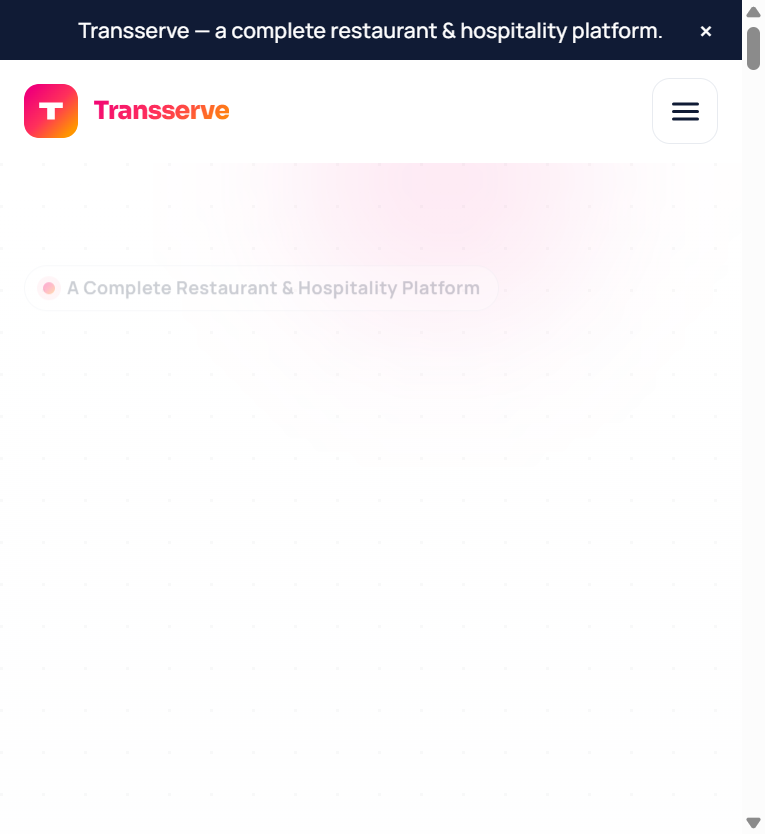 Transserve — a complete restaurant & hospitality platform.
Transserve
A Complete Restaurant & Hospitality Platform